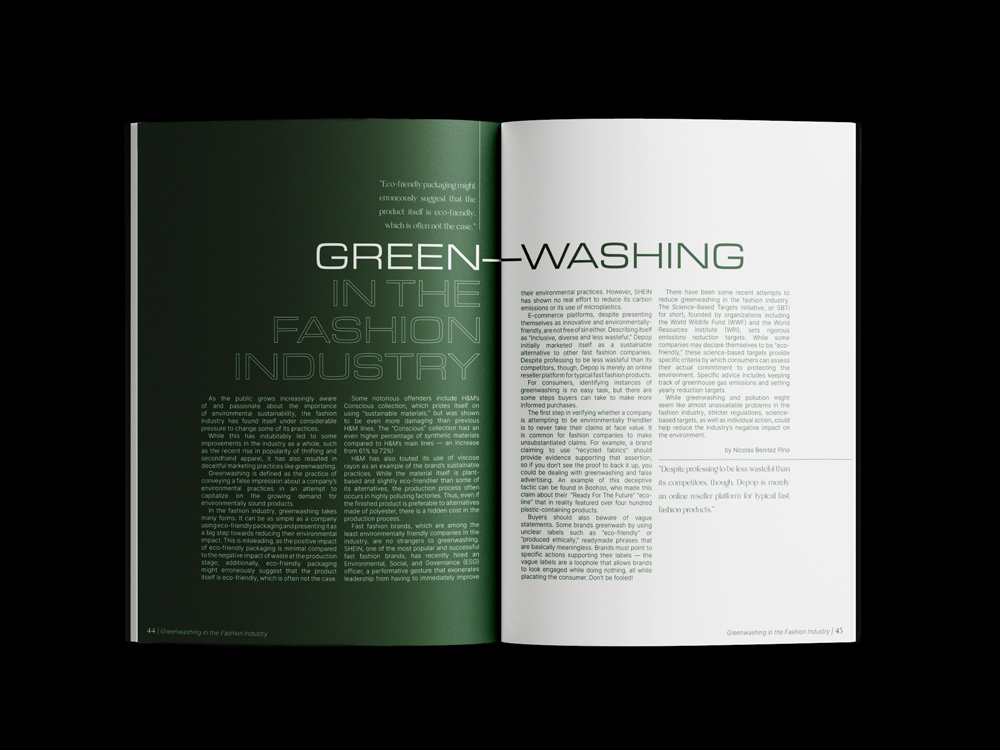 "Eco-friendly packaging might
erroneously suggest that the
product itself is eco-friendly,
which is often not the case."
GREEN—WASHING
IN THE
FASHION
INDUSTRY
As the public grows increasingly aware
of and passionate about the importance
of environmental sustainability, the fashion
industry has found itself under considerable
pressure to change some of its practices.
While this has indubitably led to some
improvements in the industry as a whole, such
as the recent rise in popularity of thrifting and
secondhand apparel, it has also resulted in
deceitful marketing practices like greenwashing.
Greenwashing is defined as the practice of
conveying a false impression about a company's
environmental practices in an attempt to
capitalize on the growing demand for
environmentally sound products.
In the fashion industry, greenwashing takes
many forms. It can be as simple as a company
using eco-friendly packaging and presenting it as
a big step towards reducing their environmental
impact. This is misleading, as the positive impact
of eco-friendly packaging is minimal compared
to the negative impact of waste at the production
stage; additionally, eco-friendly packaging
might erroneously suggest that the product
itself is eco-friendly, which is often not the case.
Some notorious offenders include H&M's
Conscious collection, which prides itself on
using "sustainable materials," but was shown
to be even more damaging than previous
H&M lines. The "Conscious" collection had an
even higher percentage of synthetic materials
compared to H&M's main lines — an increase
from 61% to 72%!
H&M has also touted its use of viscose
rayon as an example of the brand's sustainable
practices. While the material itself is plant-
based and slightly eco-friendlier than some of
its alternatives, the production process often
occurs in highly polluting factories. Thus, even if
the finished product is preferable to alternatives
made of polyester, there is a hidden cost in the
production process.
Fast fashion brands, which are among the
least environmentally friendly companies in the
industry, are no strangers to greenwashing.
SHEIN, one of the most popular and successful
fast fashion brands, has recently hired an
Environmental, Social, and Governance (ESG)
officer, a performative gesture that exonerates
leadership from having to immediately improve
44 | Greenwashing in the Fashion Industry
their environmental practices. However, SHEIN
has shown no real effort to reduce its carbon
emissions or its use of microplastics.
E-commerce platforms, despite presenting
themselves as innovative and environmentally-
friendly, are not free of sin either. Describing itself
as "inclusive, diverse and less wasteful," Depop
initially marketed itself as a sustainable
alternative to other fast fashion companies.
Despite professing to be less wasteful than its
competitors, though, Depop is merely an online
reseller platform for typical fast fashion products.
For consumers, identifying instances of
greenwashing is no easy task, but there are
some steps buyers can take to make more
informed purchases.
The first step in verifying whether a company
is attempting to be environmentally friendlier
is to never take their claims at face value. It
is common for fashion companies to make
unsubstantiated claims. For example, a brand
claiming to use "recycled fabrics" should
provide evidence supporting that assertion,
so if you don't see the proof to back it up, you
could be dealing with greenwashing and false
advertising. An example of this deceptive
tactic can be found in Boohoo, who made this
claim about their "Ready For The Future" "eco-
line" that in reality featured over four hundred
plastic-containing products.
Buyers should also beware of vague
statements. Some brands greenwash by using
unclear labels such as "eco-friendly" or
"produced ethically," readymade phrases that
are basically meaningless. Brands must point to
specific actions supporting their labels — the
vague labels are a loophole that allows brands
to look engaged while doing nothing, all while
placating the consumer. Don't be fooled!
There have been some recent attempts to
reduce greenwashing in the fashion industry.
The Science-Based Targets Initiative, or SBTi
for short, founded by organizations including
the World Wildlife Fund (WWF) and the World
Resources Institute (WRI), sets rigorous
emissions reduction targets. While some
companies may declare themselves to be "eco-
friendly," these science-based targets provide
specific criteria by which consumers can assess
their actual commitment to protecting the
environment. Specific advice includes keeping
track of greenhouse gas emissions and setting
yearly reduction targets.
While greenwashing and pollution might
seem like almost unassailable problems in the
fashion industry, stricter regulations, science-
based targets, as well as individual action, could
help reduce the industry's negative impact on
the environment.
by Nicolas Benitez Pino
"Despite professing to be less wasteful than
its competitors, though, Depop is merely
an online reseller platform for typical fast
fashion products."
Greenwashing in the Fashion Industry | 45